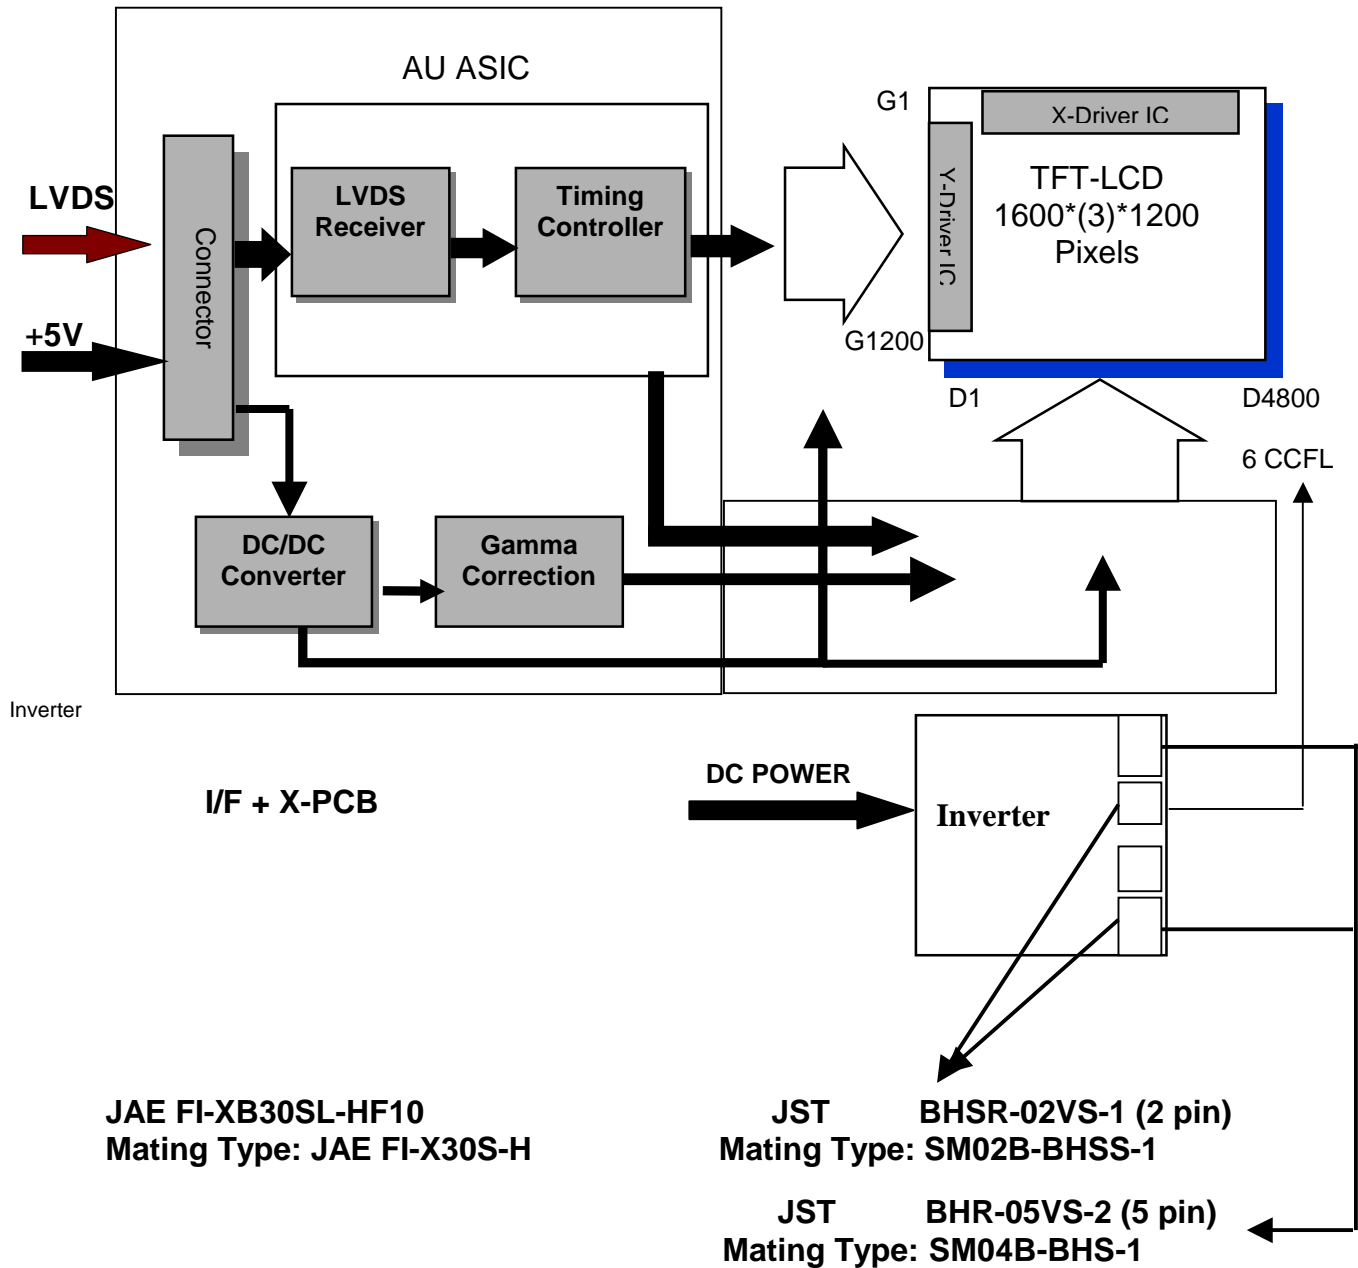 AU ASIC
G1
X-Driver IC
LVDS
Connector
LVDS
Receiver
Timing
Controller
Y-Driver IC
TFT-LCD
1600*(3)*1200
Pixels
+5V
G1200
D1
D4800
6 CCFL
DC/DC
Converter
Gamma
Correction
Inverter
DC POWER
I/F + X-PCB
Inverter
JAE FI-XB30SL-HF10
Mating Type: JAE FI-X30S-H
JST BHSR-02VS-1 (2 pin)
Mating Type: SM02B-BHSS-1
JST BHR-05VS-2 (5 pin)
Mating Type: SM04B-BHS-1